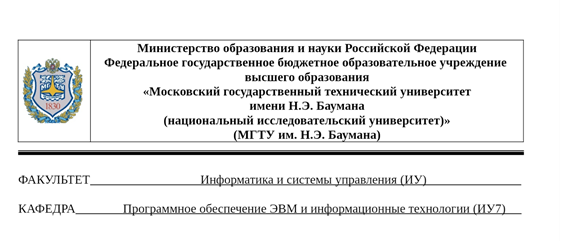 Министерство образования и науки Российской Федерации
Федеральное государственное бюджетное образовательное учреждение
высшего образования
«Московский государственный технический университет
имени Н.Э. Баумана
(национальный исследовательский университет)»
(МГТУ им. Н.Э. Баумана)
1830
ФАКУЛЬТЕТ Информатика и системы управления (ИУ)
КАФЕДРА Программное обеспечение ЭВМ и информационные технологии (ИУ7)